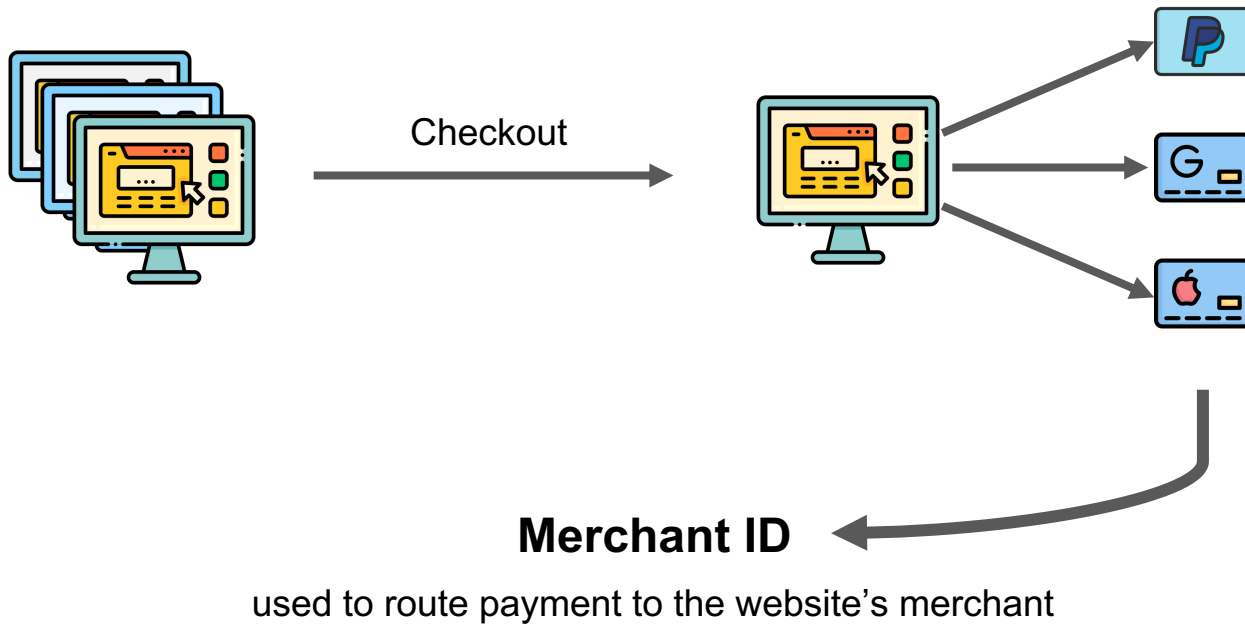 Checkout
G
Merchant ID
used to route payment to the website's merchant